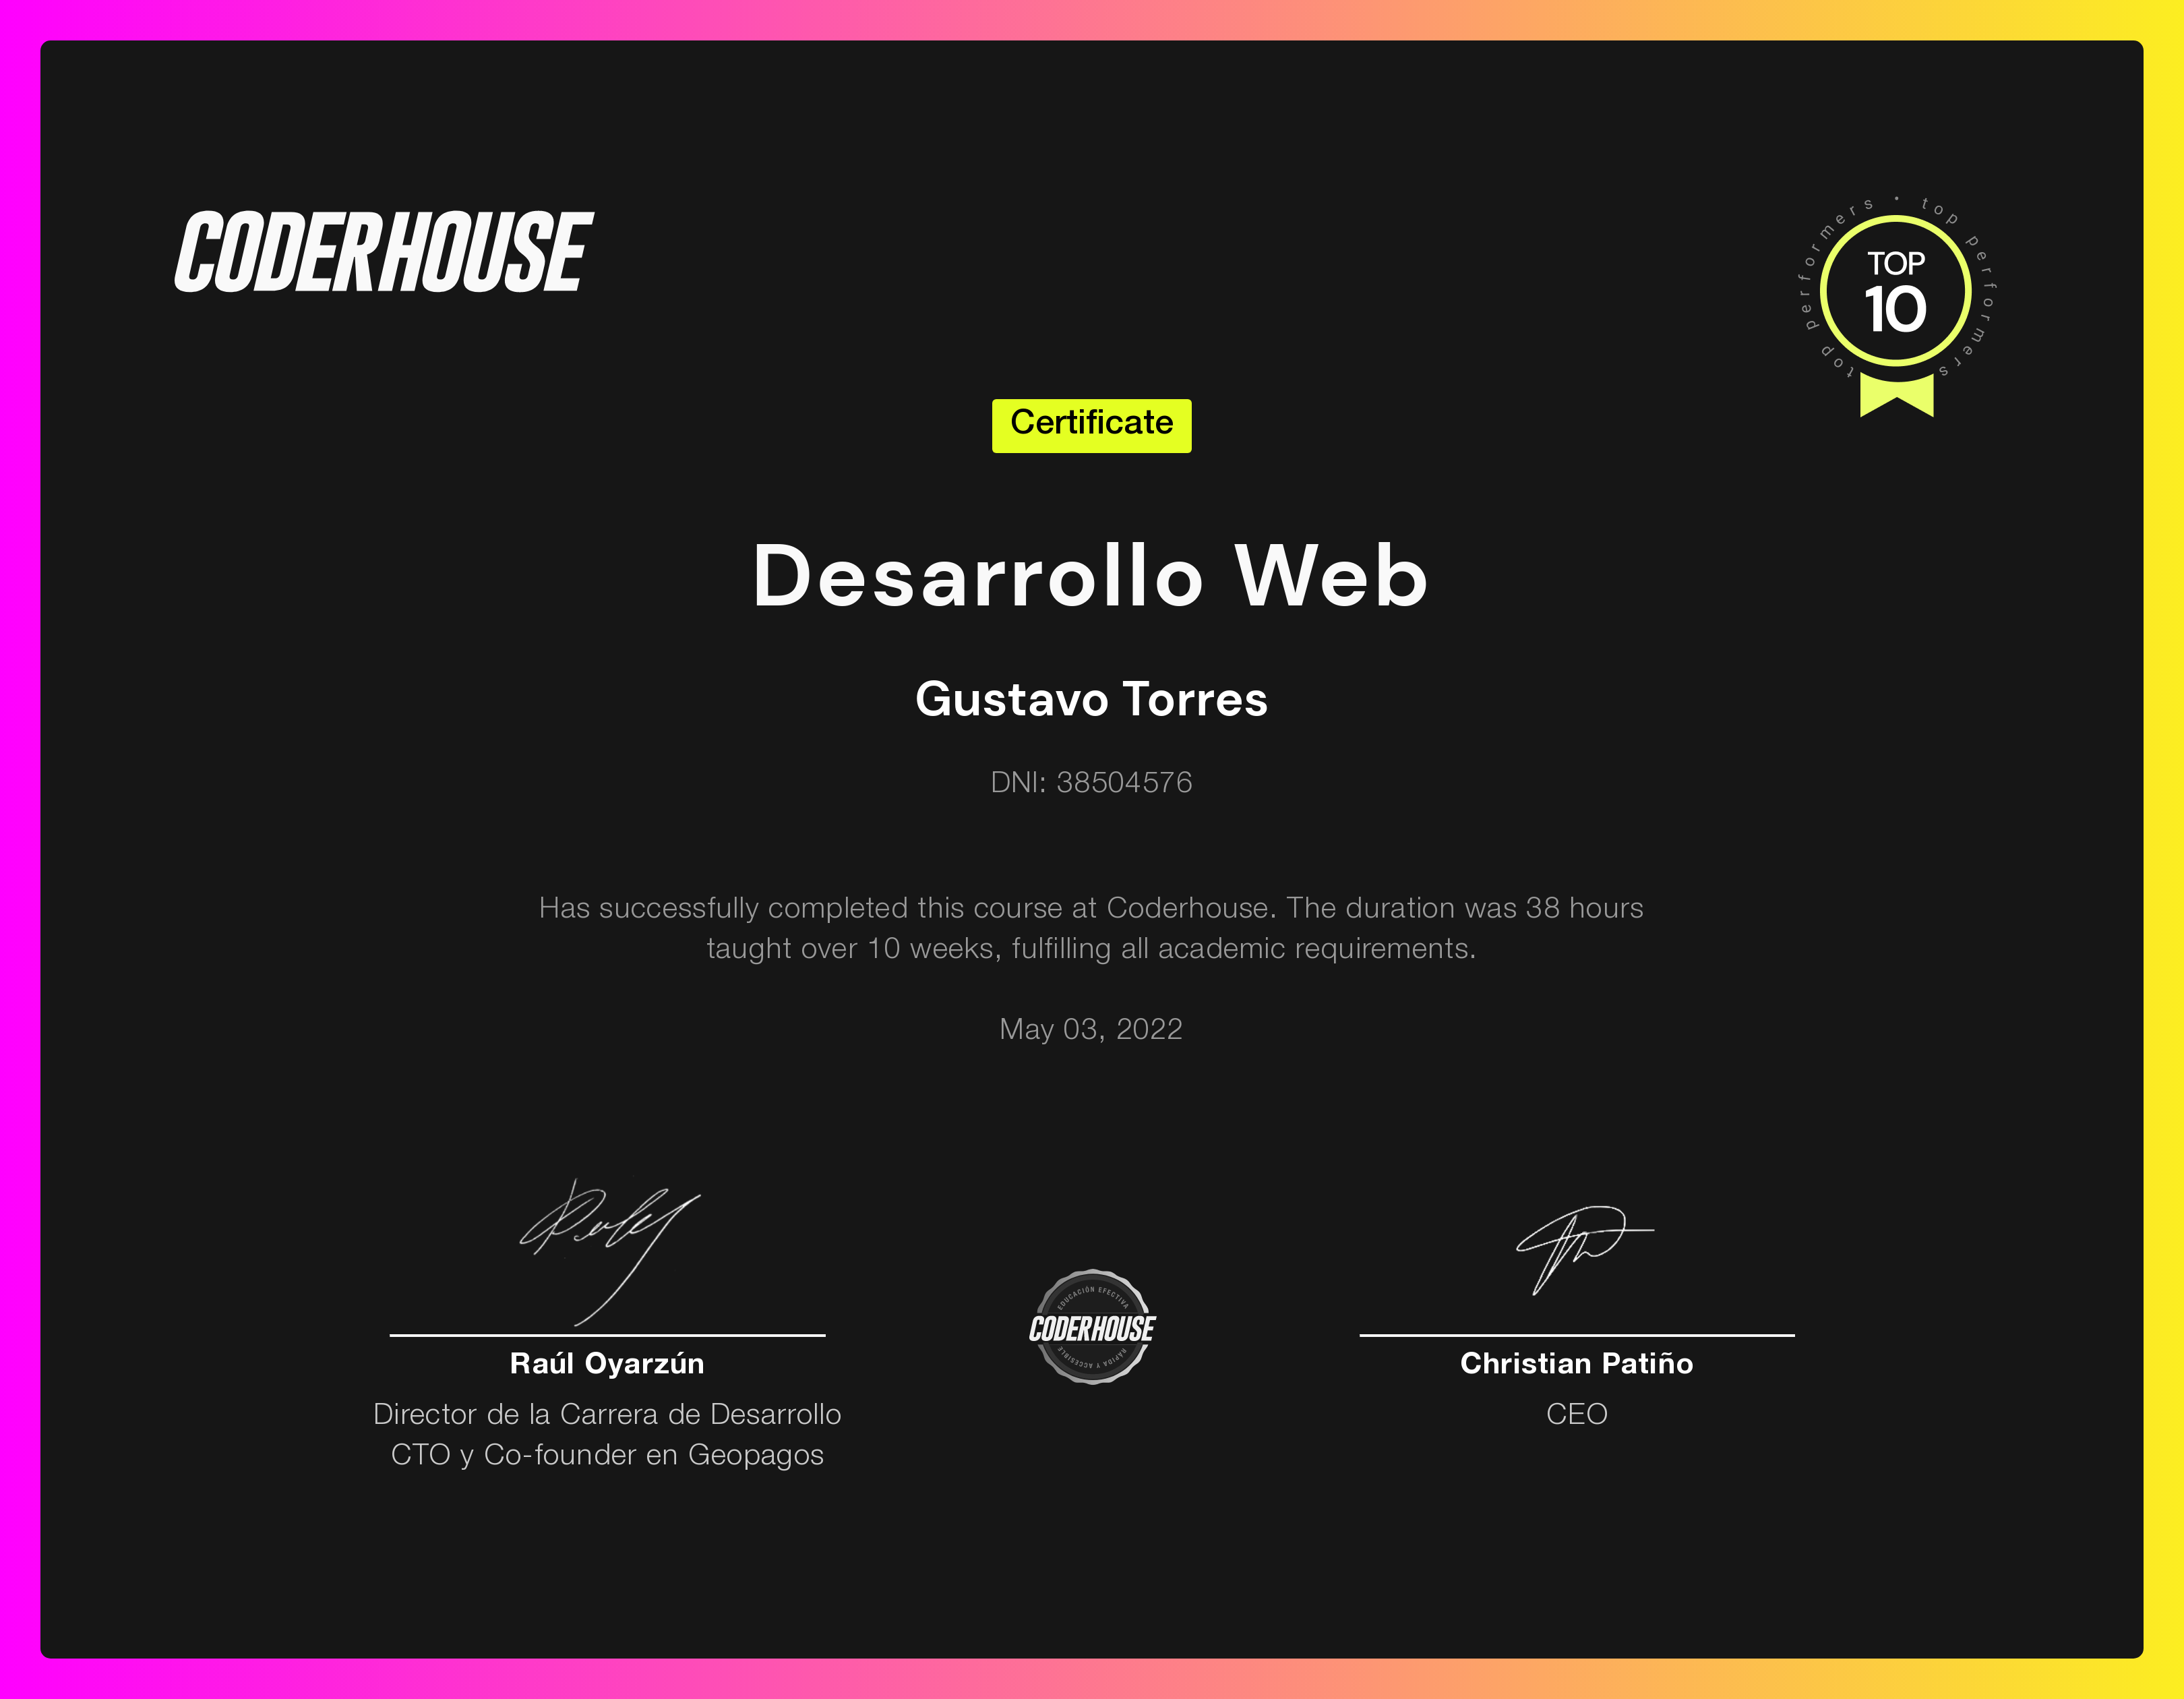 CODERHOUSE
top performers • top performers
TOP
10
Certificate
Desarrollo Web
Gustavo Torres
DNI: 38504576
Has successfully completed this course at Coderhouse. The duration was 38 hours
taught over 10 weeks, fulfilling all academic requirements.
May 03, 2022
EDUCACIÓN EFECTIVA
CODERHOUSE
RÁPIDA Y ACCESIBLE
Raúl Oyarzún
Director de la Carrera de Desarrollo
CTO y Co-founder en Geopagos
Christian Patiño
CEO